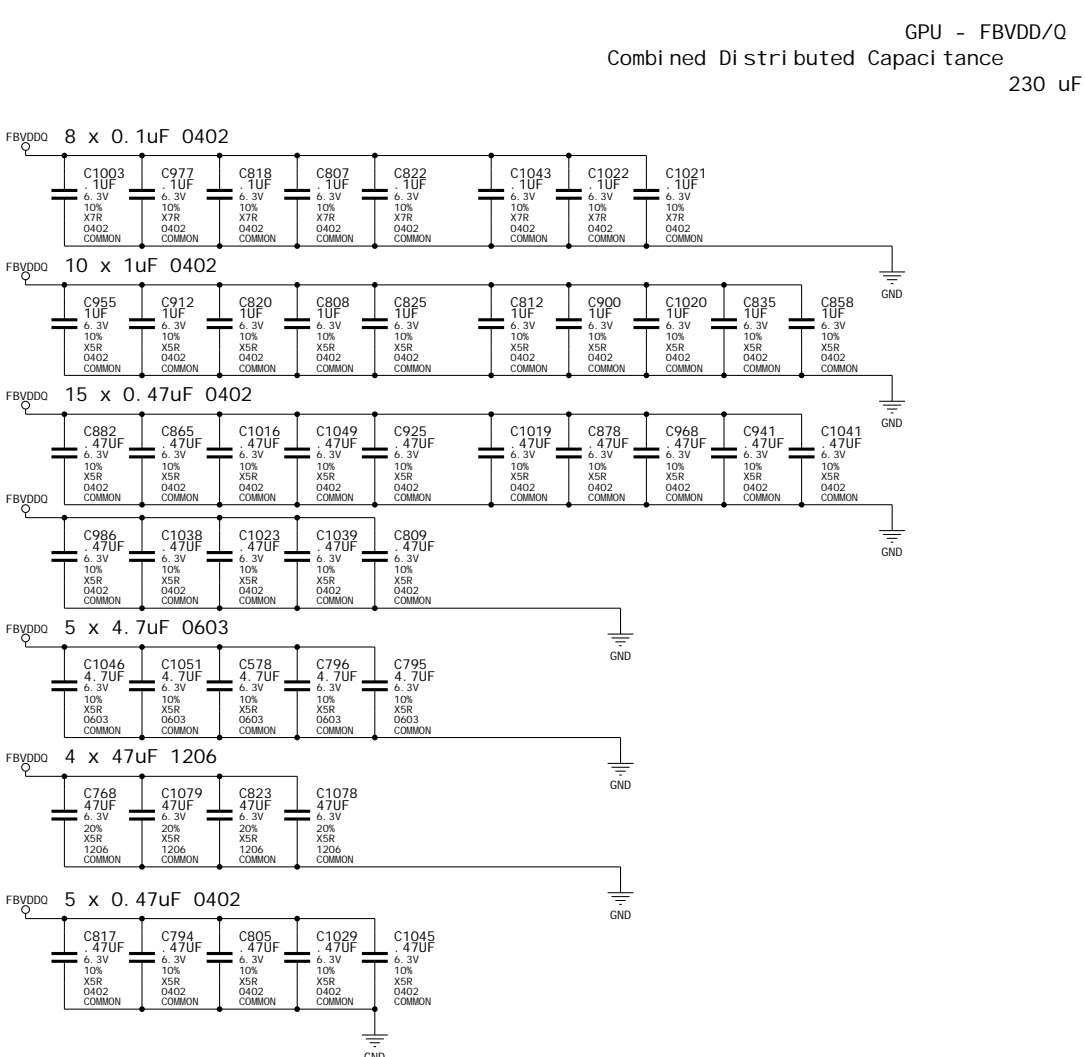 GPU - FBVDD/Q
Combined Distributed Capacitance
230 uF
FBVDDQ 8 x 0.1uF 0402
C1003 C977 C818 C807 C822 C1043 C1022 C1021
.1UF .1UF .1UF .1UF .1UF .1UF .1UF .1UF
6.3V 6.3V 6.3V 6.3V 6.3V 6.3V 6.3V 6.3V
10% 10% 10% 10% 10% 10% 10% 10%
X7R X7R X7R X7R X7R X7R X7R X7R
0402 0402 0402 0402 0402 0402 0402 0402
COMMON COMMON COMMON COMMON COMMON COMMON COMMON COMMON
GND
FBVDDQ 10 x 1uF 0402
C955 C912 C820 C808 C825 C812 C900 C1020 C835 C858
1UF 1UF 1UF 1UF 1UF 1UF 1UF 1UF 1UF 1UF
6.3V 6.3V 6.3V 6.3V 6.3V 6.3V 6.3V 6.3V 6.3V 6.3V
10% 10% 10% 10% 10% 10% 10% 10% 10% 10%
X5R X5R X5R X5R X5R X5R X5R X5R X5R X5R
0402 0402 0402 0402 0402 0402 0402 0402 0402 0402
COMMON COMMON COMMON COMMON COMMON COMMON COMMON COMMON COMMON COMMON
GND
FBVDDQ 15 x 0.47uF 0402
C882 C865 C1016 C1049 C925 C1019 C878 C968 C941 C1041
.47UF .47UF .47UF .47UF .47UF .47UF .47UF .47UF .47UF .47UF
6.3V 6.3V 6.3V 6.3V 6.3V 6.3V 6.3V 6.3V 6.3V 6.3V
10% 10% 10% 10% 10% 10% 10% 10% 10% 10%
X5R X5R X5R X5R X5R X5R X5R X5R X5R X5R
0402 0402 0402 0402 0402 0402 0402 0402 0402 0402
COMMON COMMON COMMON COMMON COMMON COMMON COMMON COMMON COMMON COMMON
GND
FBVDDQ
C986 C1038 C1023 C1039 C809
.47UF .47UF .47UF .47UF .47UF
6.3V 6.3V 6.3V 6.3V 6.3V
10% 10% 10% 10% 10%
X5R X5R X5R X5R X5R
0402 0402 0402 0402 0402
COMMON COMMON COMMON COMMON COMMON
GND
FBVDDQ 5 x 4.7uF 0603
C1046 C1051 C578 C796 C795
4.7UF 4.7UF 4.7UF 4.7UF 4.7UF
6.3V 6.3V 6.3V 6.3V 6.3V
10% 10% 10% 10% 10%
X5R X5R X5R X5R X5R
0603 0603 0603 0603 0603
COMMON COMMON COMMON COMMON COMMON
GND
FBVDDQ 4 x 47uF 1206
C768 C1079 C823 C1078
47UF 47UF 47UF 47UF
6.3V 6.3V 6.3V 6.3V
20% 20% 20% 20%
X5R X5R X5R X5R
1206 1206 1206 1206
COMMON COMMON COMMON COMMON
GND
FBVDDQ 5 x 0.47uF 0402
C817 C794 C805 C1029 C1045
.47UF .47UF .47UF .47UF .47UF
6.3V 6.3V 6.3V 6.3V 6.3V
10% 10% 10% 10% 10%
X5R X5R X5R X5R X5R
0402 0402 0402 0402 0402
COMMON COMMON COMMON COMMON COMMON
GND